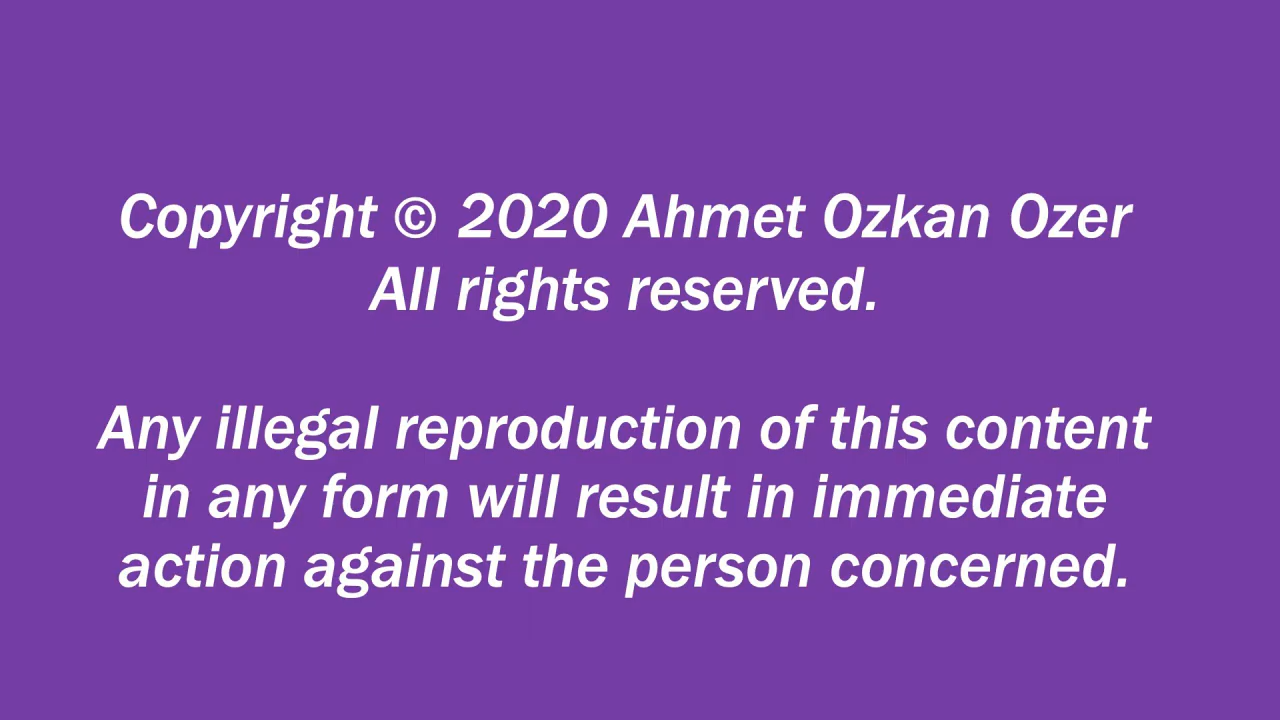 Copyright © 2020 Ahmet Ozkan Ozer
All rights reserved.
Any illegal reproduction of this content
in any form will result in immediate
action against the person concerned.